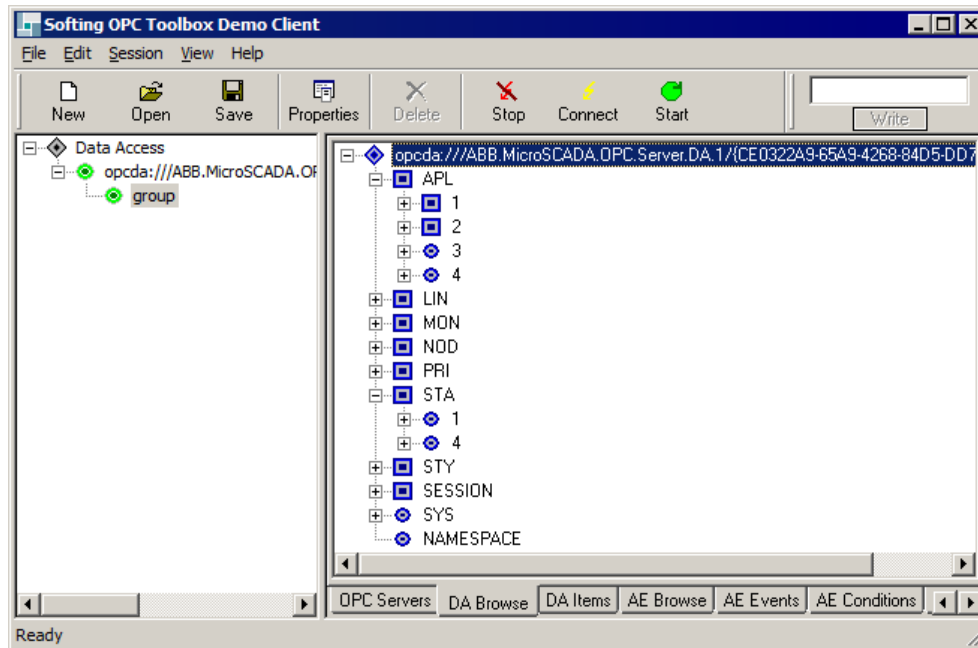 Softing OPC Toolbox Demo Client
File Edit Session View Help
New Open Save Properties Delete Stop Connect Start Write
Data Access
opcda:///ABB.MicroSCADA.OP
group
opcda:///ABB.MicroSCADA.OPC.Server.DA.1/{CE0322A9-65A9-4268-84D5-DD7
APL
1
2
3
4
LIN
MON
NOD
PRI
STA
1
4
STY
SESSION
SYS
NAMESPACE
OPC Servers DA Browse DA Items AE Browse AE Events AE Conditions
Ready